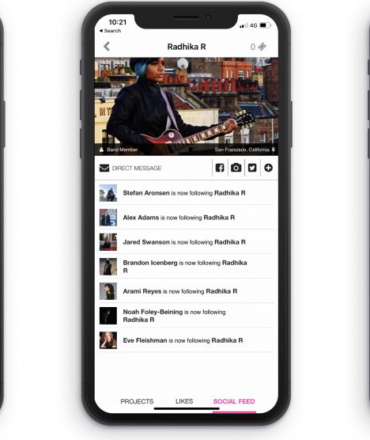 10:21
4G
Search
Radhika R
0
Band Member
San Francisco, California
DIRECT MESSAGE
Stefan Aronsen is now following Radhika R
Alex Adams is now following Radhika R
Jared Swanson is now following Radhika R
Brandon Icenberg is now following Radhika
R
Arami Reyes is now following Radhika R
Noah Foley-Beining is now following
Radhika R
Eve Fleishman is now following Radhika R
PROJECTS
LIKES
SOCIAL FEED